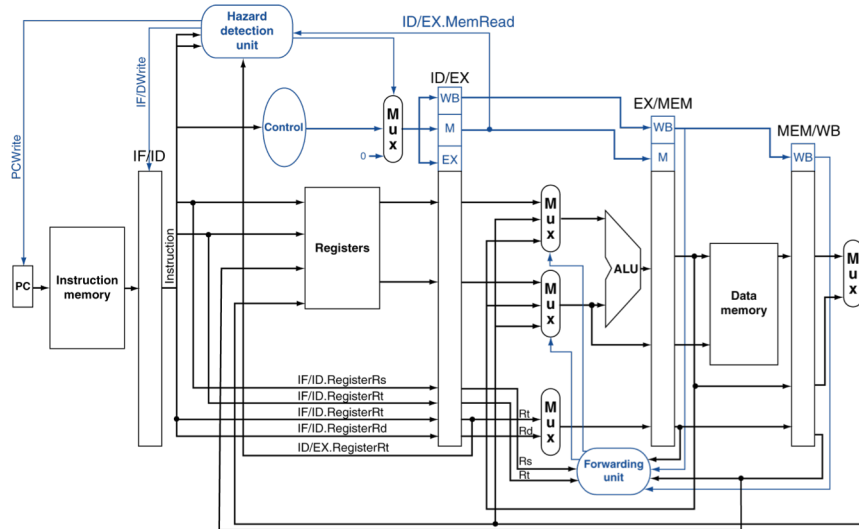 Hazard
detection
unit
ID/EX.MemRead
PCWrite
IF/DWrite
IF/ID
Control
0
M
u
x
ID/EX
WB
M
EX
EX/MEM
WB
M
MEM/WB
WB
PC
Instruction
memory
Instruction
Registers
M
u
x
M
u
x
ALU
Data
memory
M
u
x
IF/ID.RegisterRs
IF/ID.RegisterRt
IF/ID.RegisterRt
IF/ID.RegisterRd
ID/EX.RegisterRt
Rt
Rd
M
u
x
Rs
Rt
Forwarding
unit